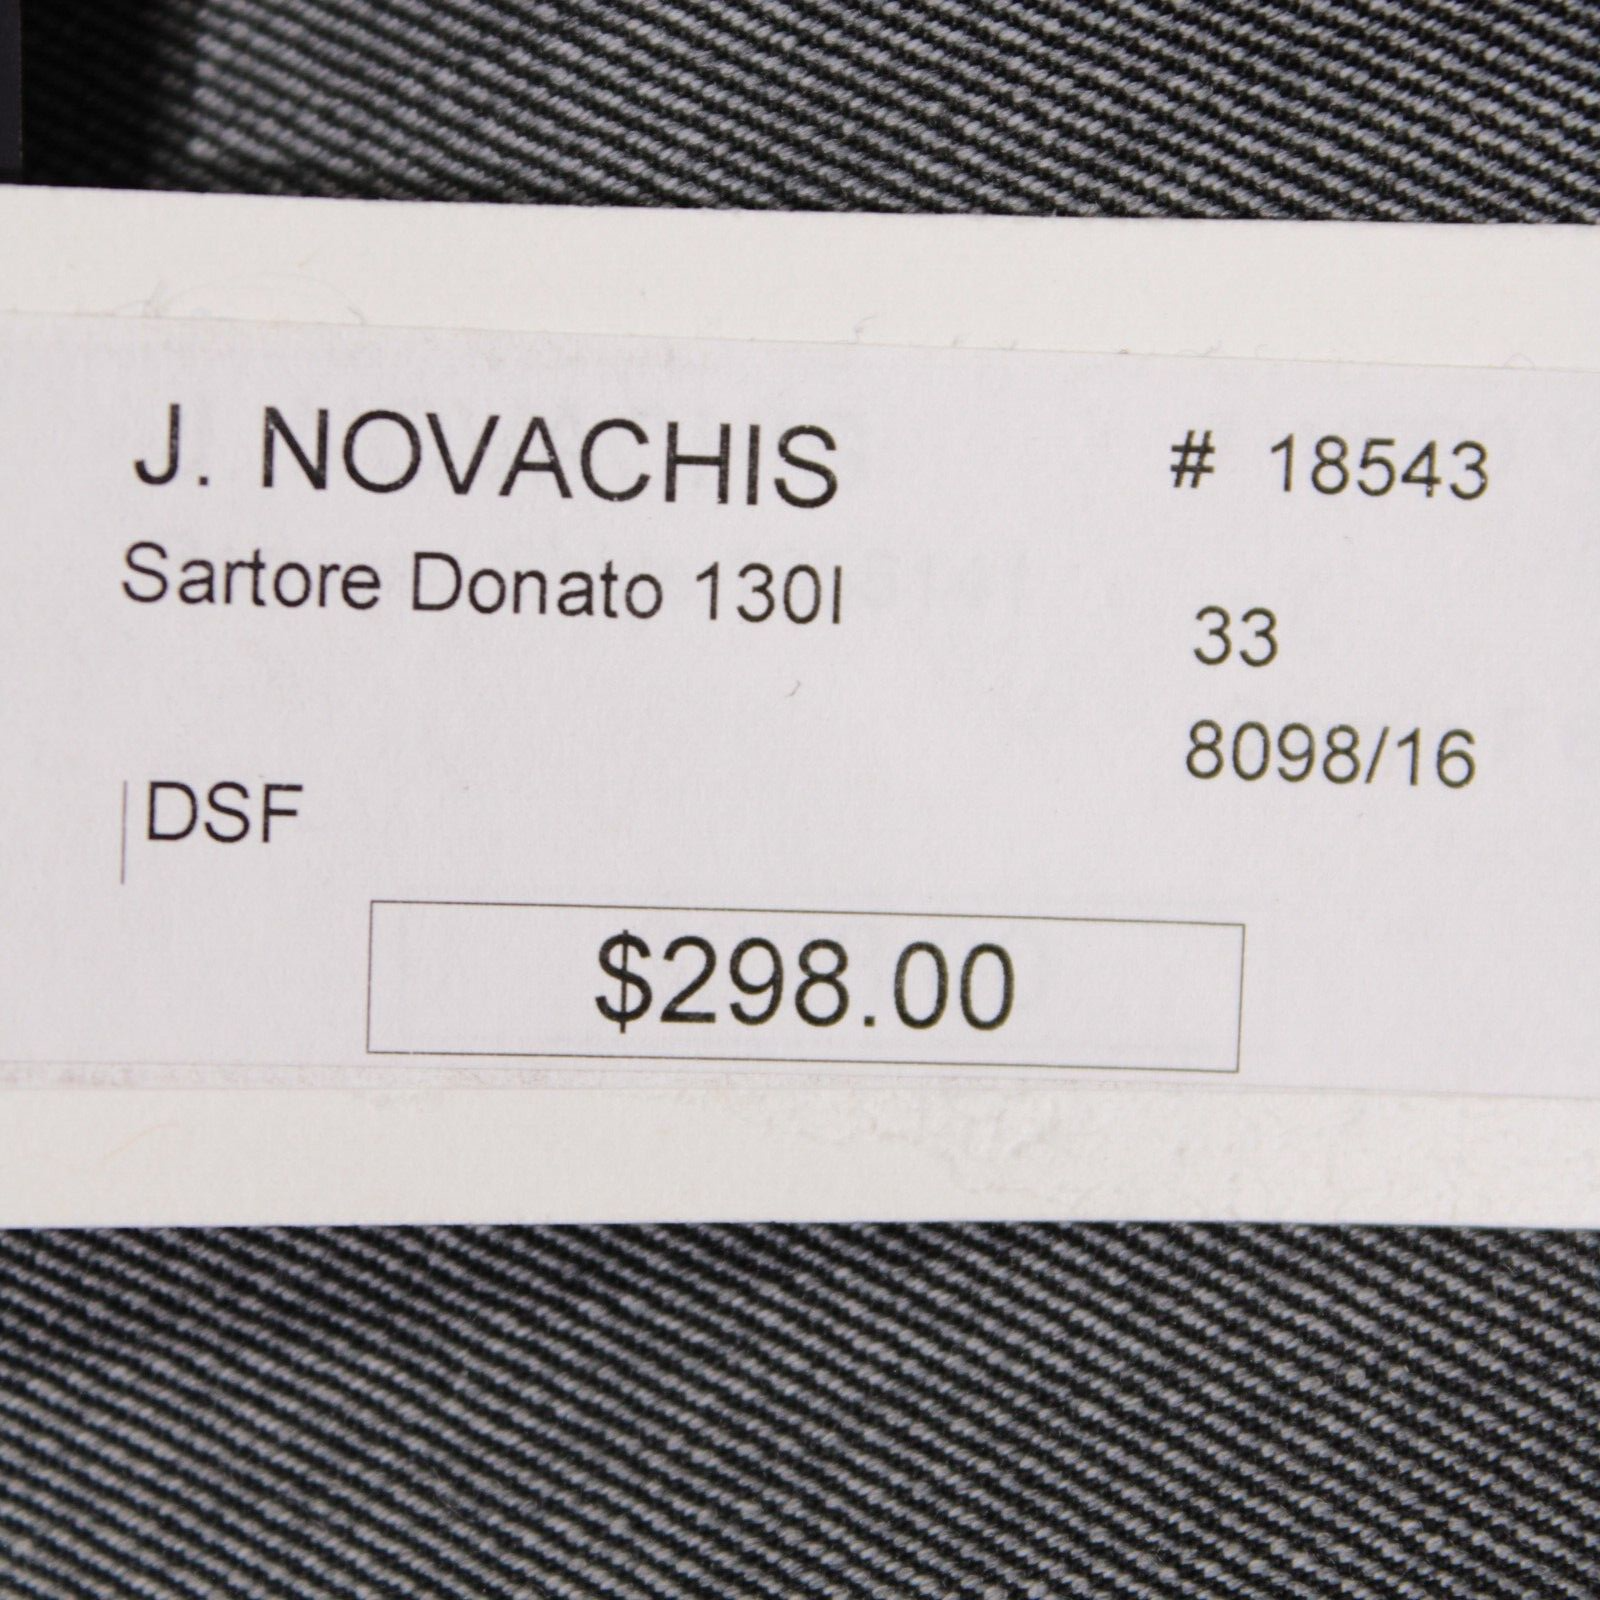 J. NOVACHIS # 18543
Sartore Donato 130I 33
8098/16
DSF
$298.00